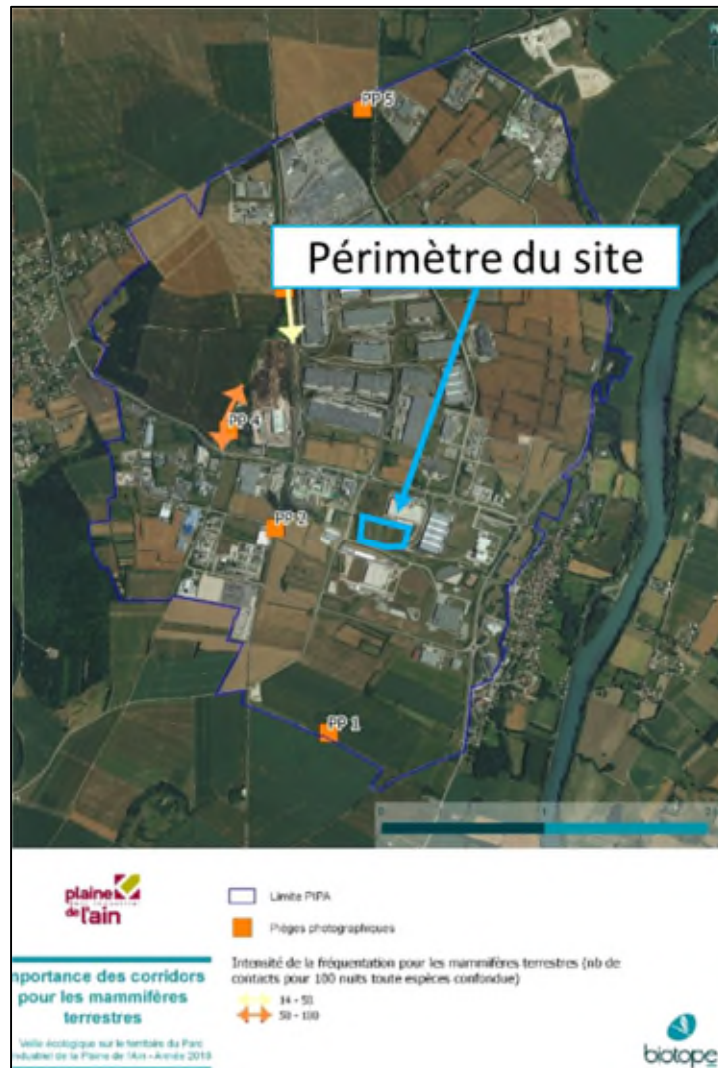 PP 5
Périmètre du site
PP 4
PP 2
PP 1
0
1
plaine
de l'ain
Limite PIPA
Pièges photographiques
Intensité de la fréquentation pour les mammifères terrestres (nb de
contacts pour 100 nuits toute espèces confondue)
14 - 50
50 - 100
mportance des corridors
pour les mammifères
terrestres
Veille écologique sur le territoire du Parc
ndustriel de la Plaine de l'Ain - Année 2018
biotope